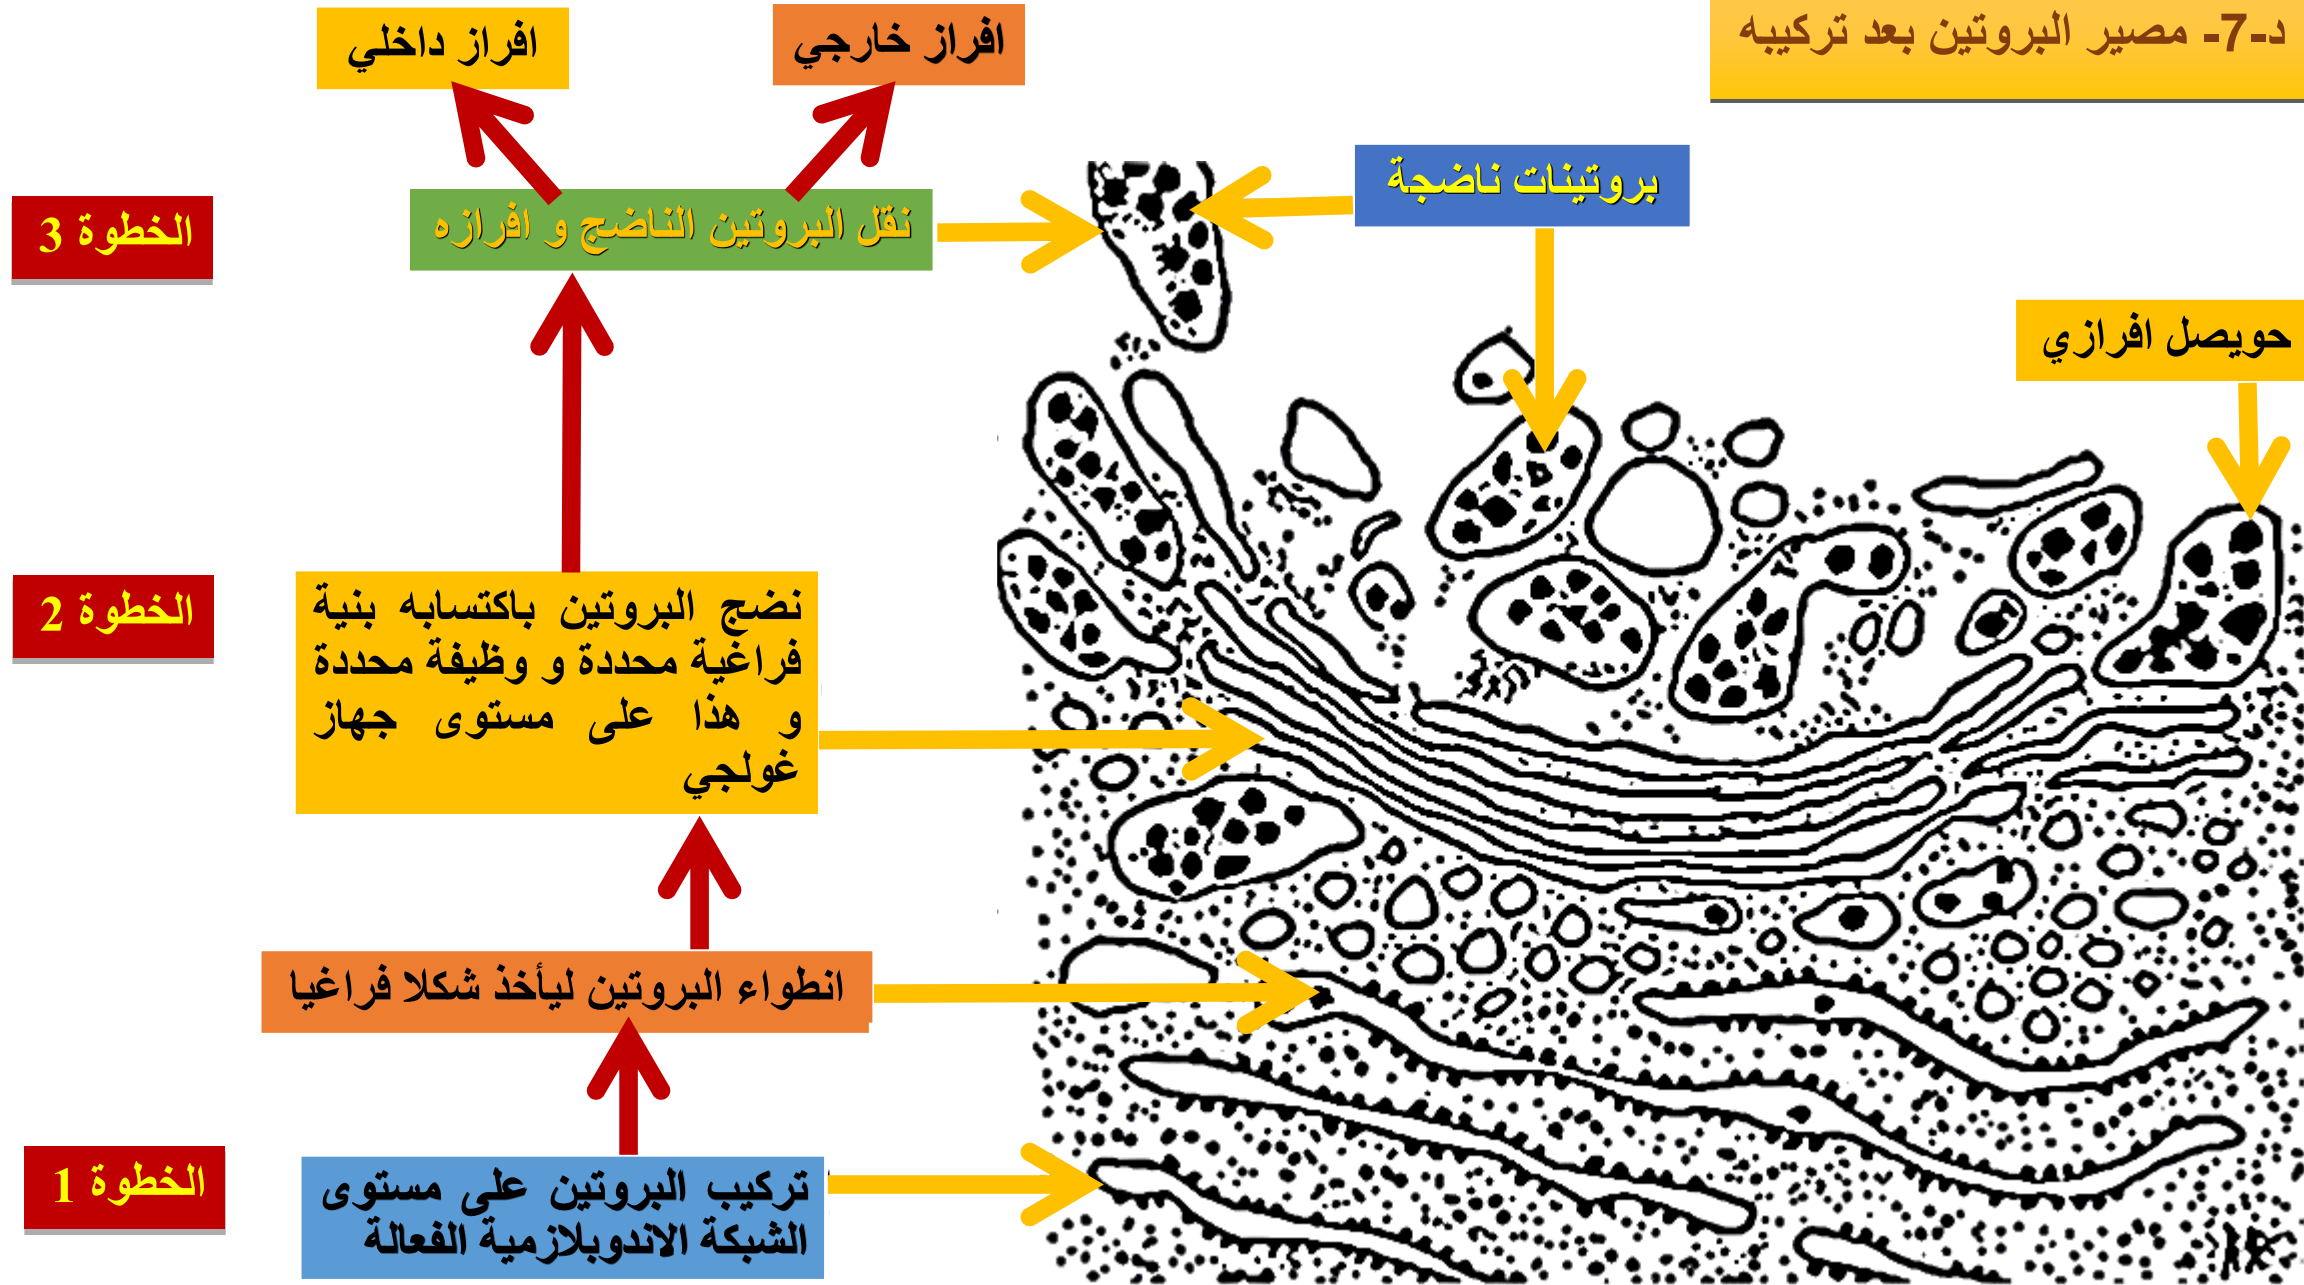 د-7- مصير البروتين بعد تركيبه
افراز خارجي
افراز داخلي
بروتينات ناضجة
نقل البروتين الناضج و افرازه
الخطوة 3
حويصل افرازي
نضج البروتين باكتسابه بنية
فراغية محددة و وظيفة محددة
و هذا على مستوى جهاز
غولجي
الخطوة 2
انطواء البروتين ليأخذ شكلا فراغيا
تركيب البروتين على مستوى
الشبكة الاندوبلازمية الفعالة
الخطوة 1